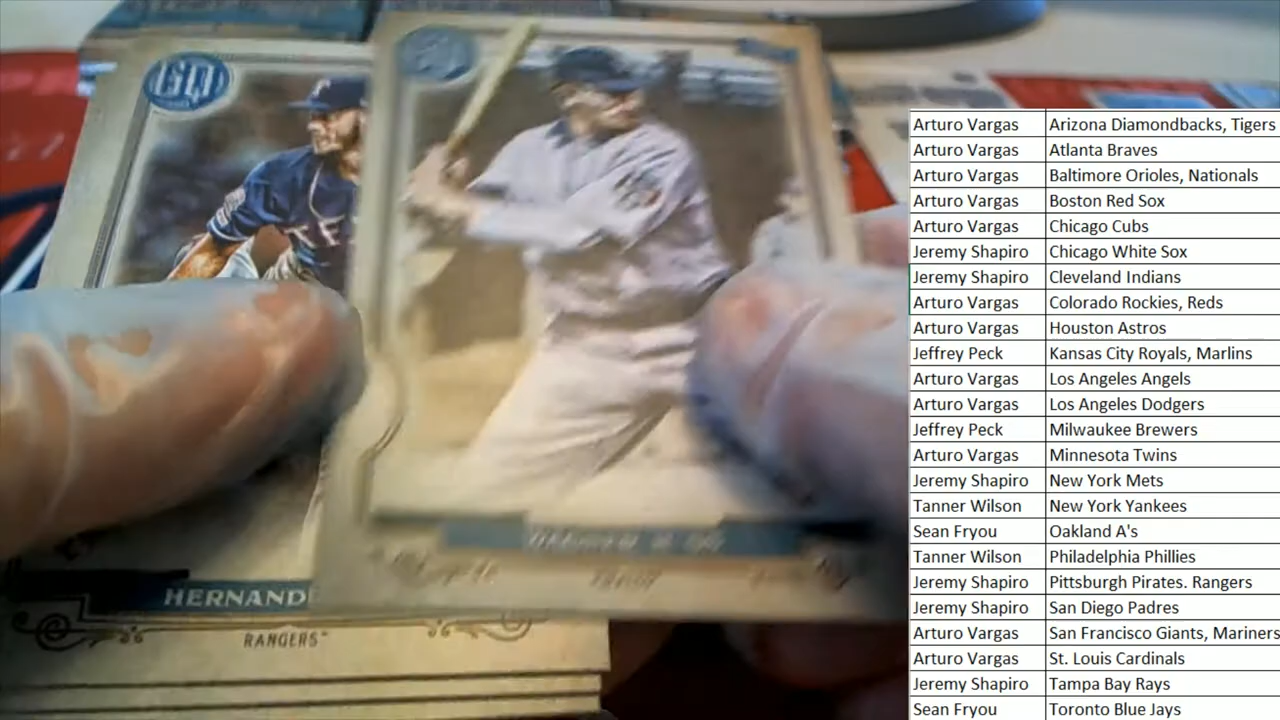 GQ
HERNAND
RANGERS
Arturo Vargas Arizona Diamondbacks, Tigers
Arturo Vargas Atlanta Braves
Arturo Vargas Baltimore Orioles, Nationals
Arturo Vargas Boston Red Sox
Arturo Vargas Chicago Cubs
Jeremy Shapiro Chicago White Sox
Jeremy Shapiro Cleveland Indians
Arturo Vargas Colorado Rockies, Reds
Arturo Vargas Houston Astros
Jeffrey Peck Kansas City Royals, Marlins
Arturo Vargas Los Angeles Angels
Arturo Vargas Los Angeles Dodgers
Jeffrey Peck Milwaukee Brewers
Arturo Vargas Minnesota Twins
Jeremy Shapiro New York Mets
Tanner Wilson New York Yankees
Sean Fryou Oakland A's
Tanner Wilson Philadelphia Phillies
Jeremy Shapiro Pittsburgh Pirates. Rangers
Jeremy Shapiro San Diego Padres
Arturo Vargas San Francisco Giants, Mariners
Arturo Vargas St. Louis Cardinals
Jeremy Shapiro Tampa Bay Rays
Sean Fryou Toronto Blue Jays